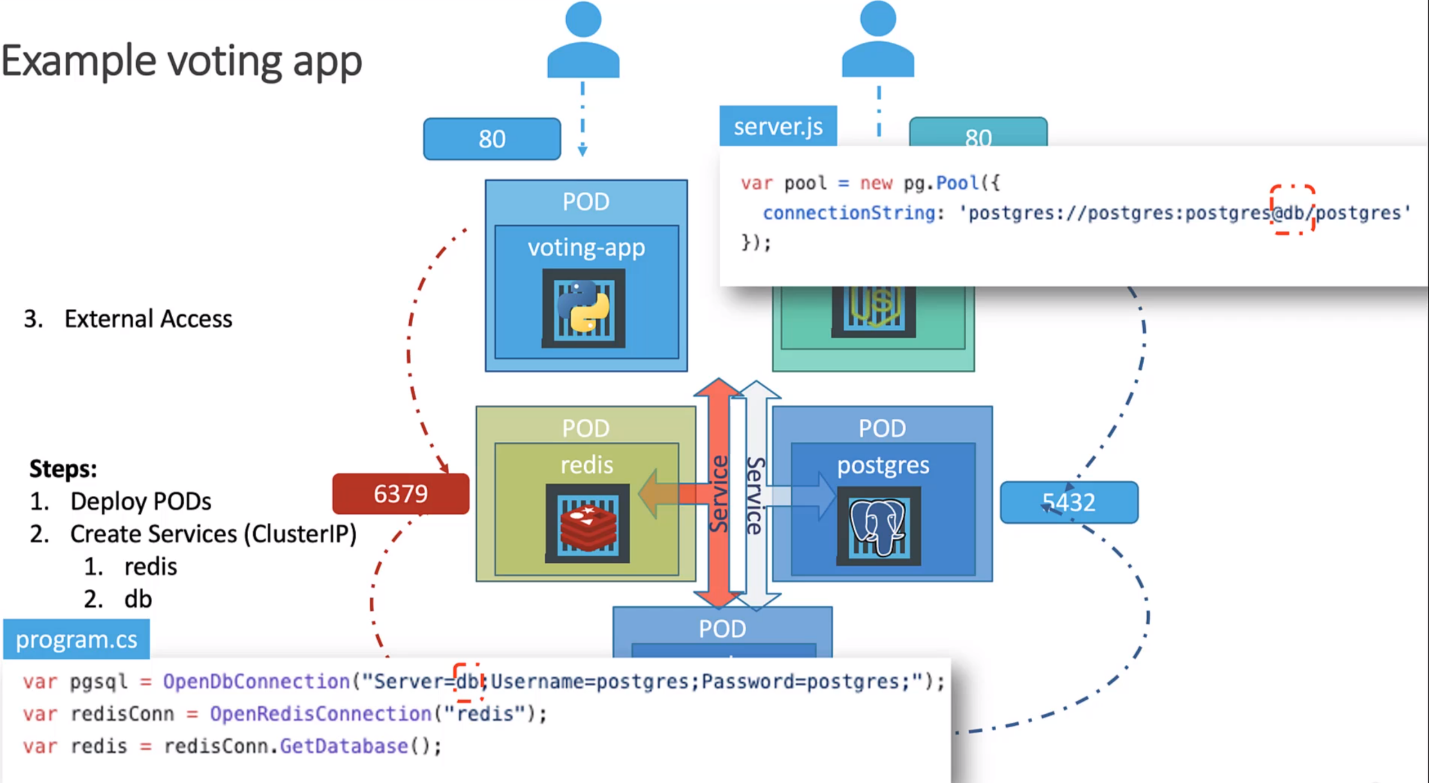 Example voting app
80
server.js
80
var pool = new pg.Pool({
connectionString: 'postgres://postgres:postgres@db/postgres'
});
POD
voting-app
JS
3. External Access
POD
redis
POD
postgres
Service
Service
6379
5432
Steps:
1. Deploy PODs
2. Create Services (ClusterIP)
1. redis
2. db
POD
program.cs
var pgsql = OpenDbConnection("Server=db;Username=postgres;Password=postgres;");
var redisConn = OpenRedisConnection("redis");
var redis = redisConn.GetDatabase();